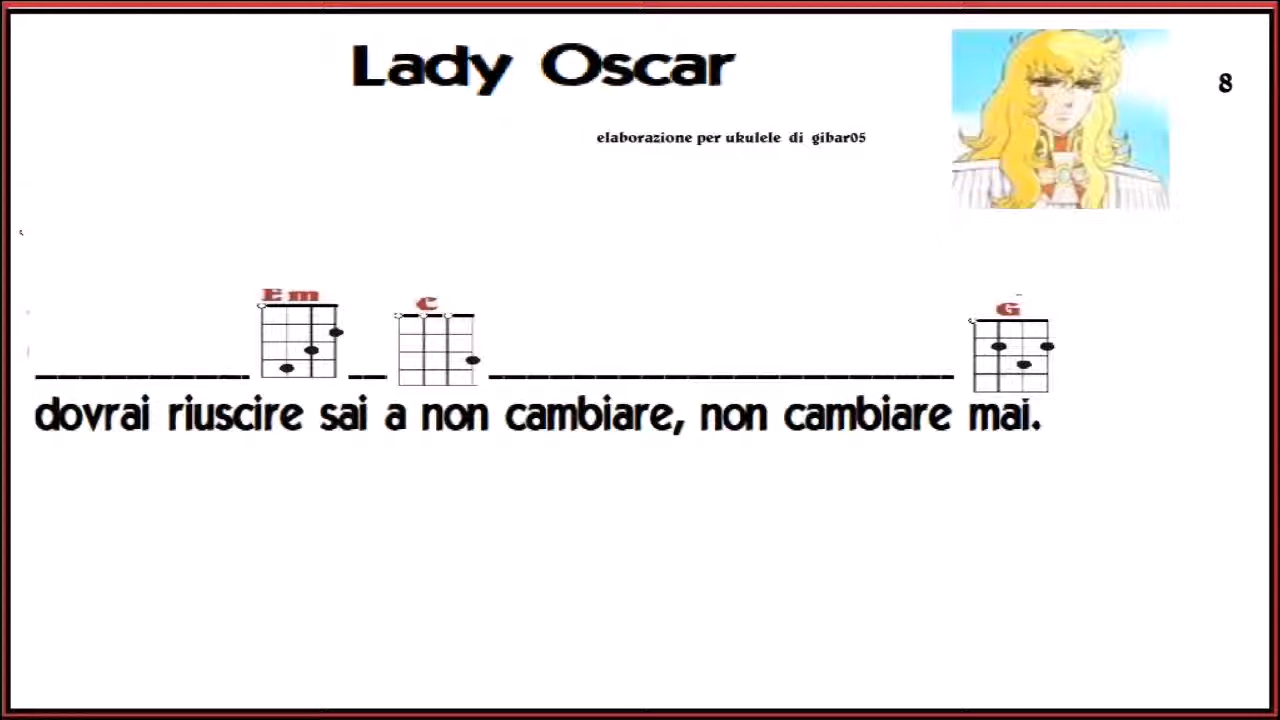 Lady Oscar
8
elaborazione per ukulele di gibar05
Em C G
dovrai riuscire sai a non cambiare, non cambiare mai.